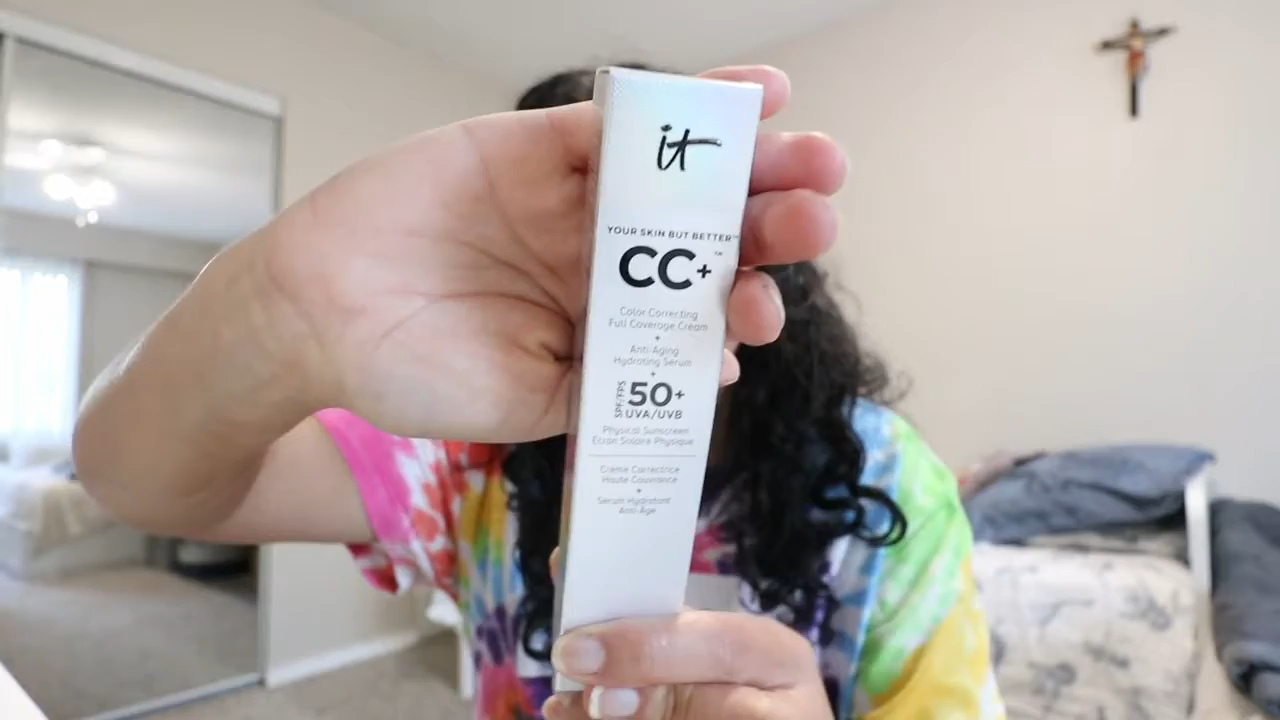 it
YOUR SKIN BUT BETTER™
CC+™
Color Correcting
Full Coverage Cream
+
Anti-Aging
Hydrating Serum
+
SPF/FPS 50+
UVA/UVB
Physical Sunscreen
Écran Solaire Physique
Crème Correctrice
Haute Couvrance
+
Sérum Hydratant
Anti-Âge